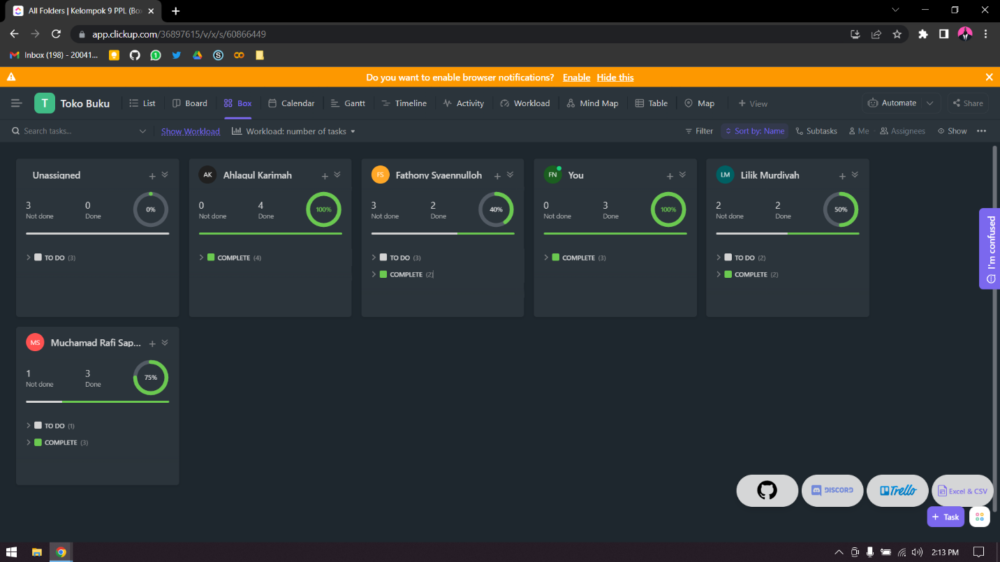 All Folders | Kelompok 9 PPL (Box
app.clickup.com/36897615/v/x/s/60866449
Inbox (198) - 20041...
1
S
Do you want to enable browser notifications? Enable Hide this
T Toko Buku List Board Box Calendar Gantt Timeline Activity Workload Mind Map Table Map + View Automate Share
Search tasks... Show Workload Workload: number of tasks Filter Sort by: Name Subtasks Me Assignees Show
Unassigned
3 0 0%
Not done Done
TO DO (3)
AK Ahlaqul Karimah
0 4 100%
Not done Done
COMPLETE (4)
FS Fathony Syaennulloh
3 2 40%
Not done Done
TO DO (3)
COMPLETE (2)
FN You
0 3 100%
Not done Done
COMPLETE (3)
LM Lilik Murdiyah
2 2 50%
Not done Done
TO DO (2)
COMPLETE (2)
I'm confused
MS Muchamad Rafi Sap...
1 3 75%
Not done Done
TO DO (1)
COMPLETE (3)
DISCORD Trello Excel & CSV
+ Task
2:13 PM